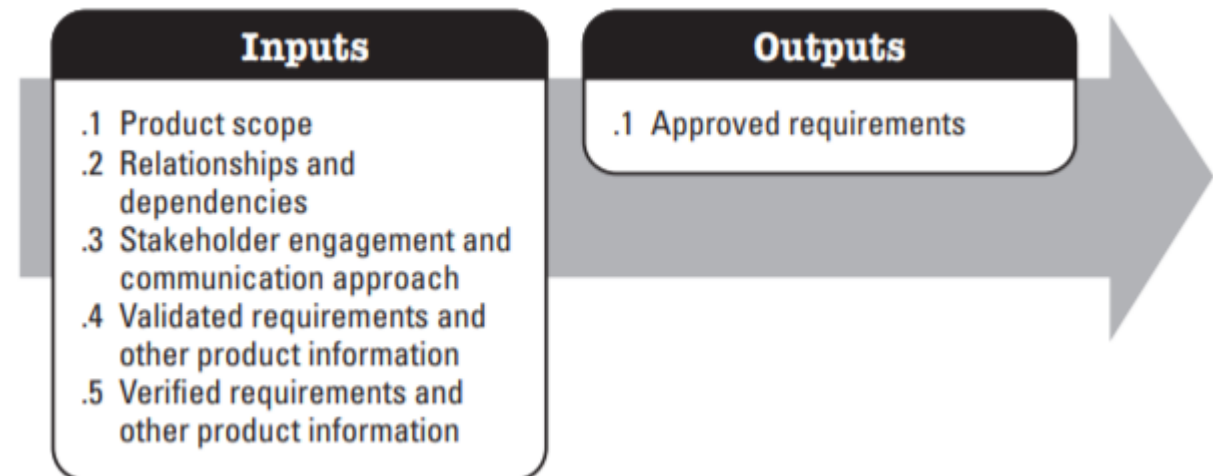 Inputs
.1 Product scope
.2 Relationships and
dependencies
.3 Stakeholder engagement and
communication approach
.4 Validated requirements and
other product information
.5 Verified requirements and
other product information
Outputs
.1 Approved requirements